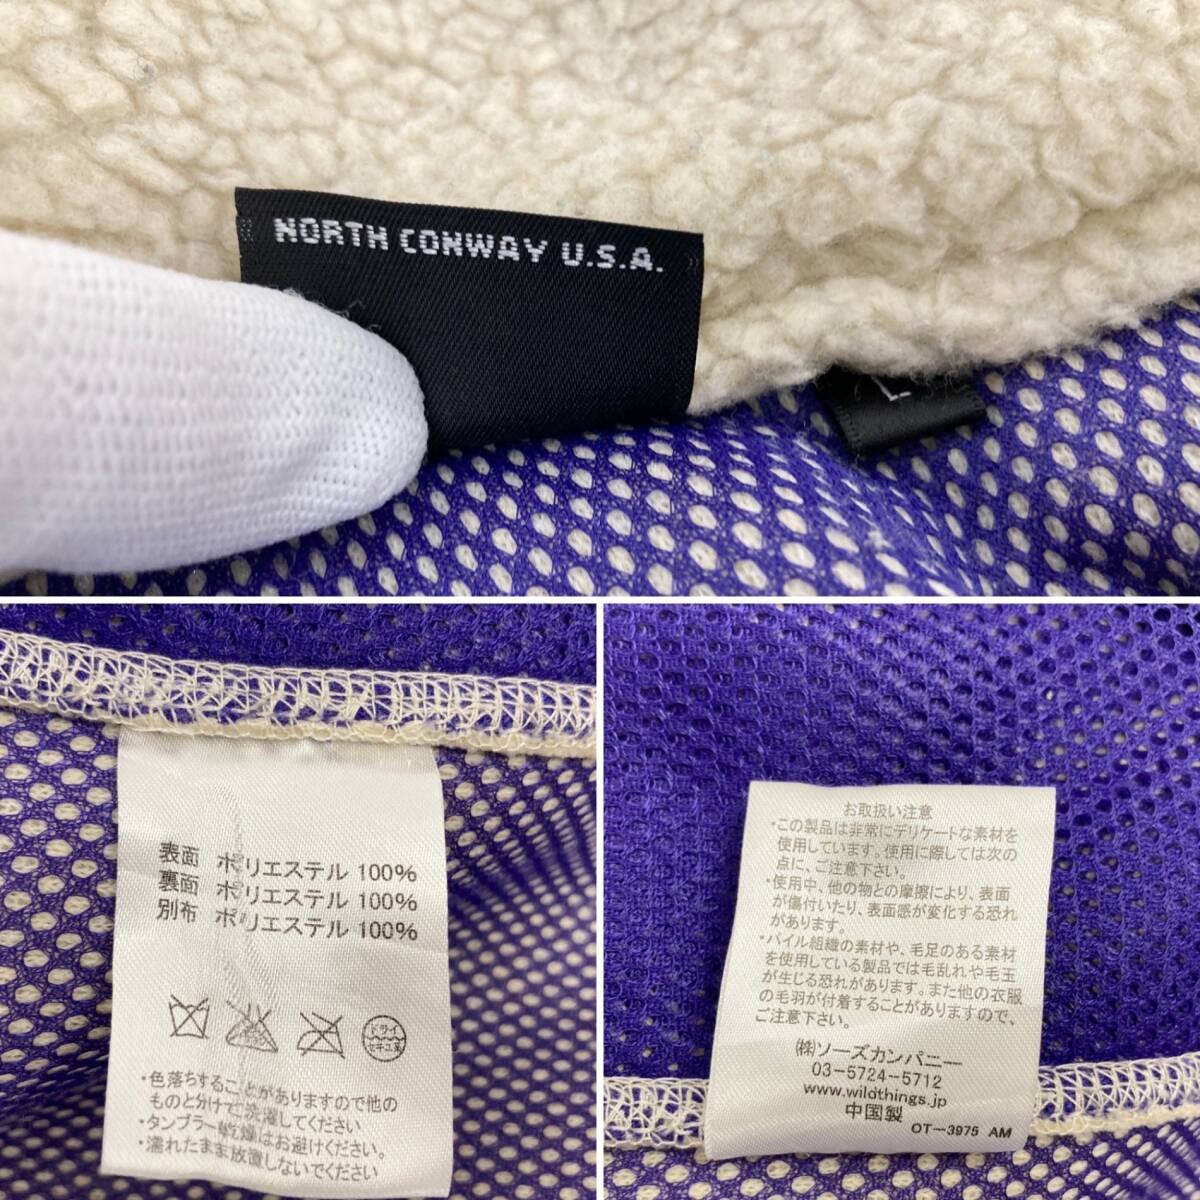 NORTH CONWAY U.S.A.
L
表面 ポリエステル 100%
裏面 ポリエステル 100%
別布 ポリエステル 100%
ドライ
セキユ系
・色落ちすることがありますので他の
ものと分けて洗濯してください
・タンブラー乾燥はお避けください。
・濡れたまま放置しないでください
お取扱い注意
・この製品は非常にデリケートな素材を
使用しています。使用に際しては次の
点に、ご注意下さい。
・使用中、他の物との摩擦により、表面
が傷付いたり、表面感が変化する恐れ
があります。
・パイル組織の素材や、毛足のある素材
を使用している製品では毛乱れや毛玉
が生じる恐れがあります。また他の衣服
の毛羽が付着することがありますので、
ご注意下さい。
㈱ソーズカンパニー
03-5724-5712
www.wildthings.jp
中国製
OT-3975 AM